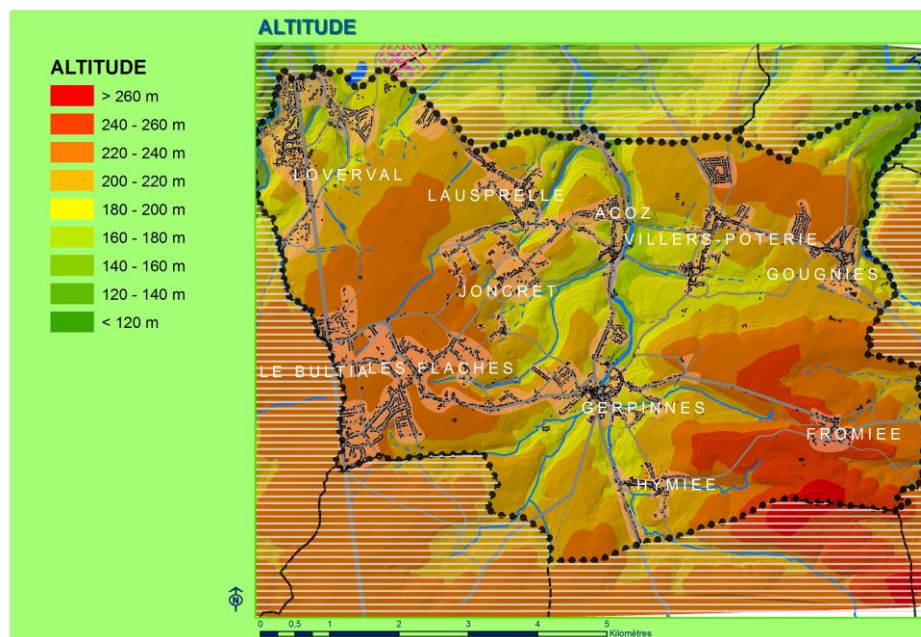 ALTITUDE
ALTITUDE
> 260 m
240 - 260 m
220 - 240 m
200 - 220 m
180 - 200 m
160 - 180 m
140 - 160 m
120 - 140 m
< 120 m
LOVERVAL
LAUSPRELLE
ACOZ
VILLERS-POTERIE
GOUGNIES
JONCRET
LE BULTIA
LES FLACHES
GERPINNES
FROMIEE
HYMIEE
N
0 0,5 1 2 3 4 5
Kilomètres